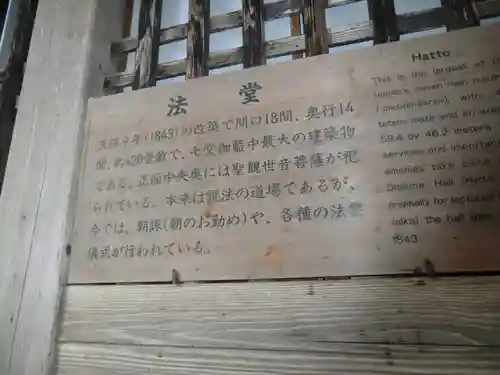 法堂
天保14年(1843)の改築で間口18間、奥行14
間、約420畳敷で、七堂伽藍中最大の建築物
である。正面中央奥には聖観世音菩薩が祀
られている。本来は説法の道場であるが、
今では、朝課(朝のお勤め)や、各種の法要
儀式が行われている。
Hatto
This is the largest of the
temple's seven main
(
tatami mats and an area
59.4 by 46.2 meters.
services and
take place
Dharma Hall (Hatto)
for lectures
talks) the hall was
1843